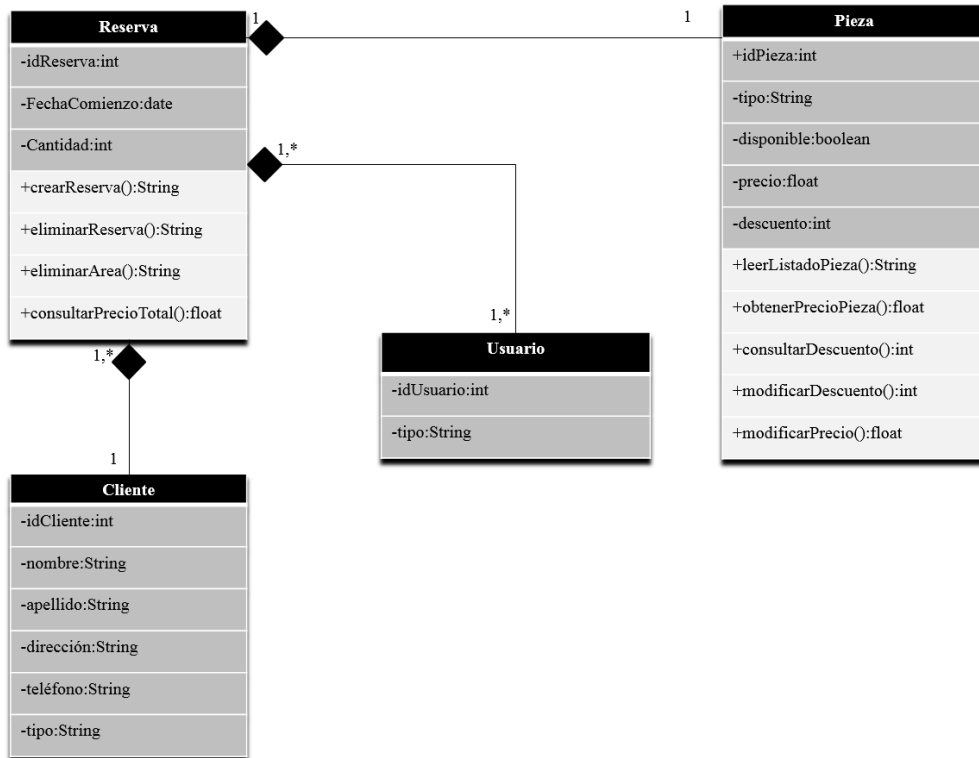 Reserva
-idReserva:int
-FechaComienzo:date
-Cantidad:int
+crearReserva():String
+eliminarReserva():String
+eliminarArea():String
+consultarPrecioTotal():float
1
1
Pieza
+idPieza:int
-tipo:String
-disponible:boolean
-precio:float
-descuento:int
+leerListadoPieza():String
+obtenerPrecioPieza():float
+consultarDescuento():int
+modificarDescuento():int
+modificarPrecio():float
1,*
1,*
Usuario
-idUsuario:int
-tipo:String
1,*
1
Cliente
-idCliente:int
-nombre:String
-apellido:String
-dirección:String
-teléfono:String
-tipo:String